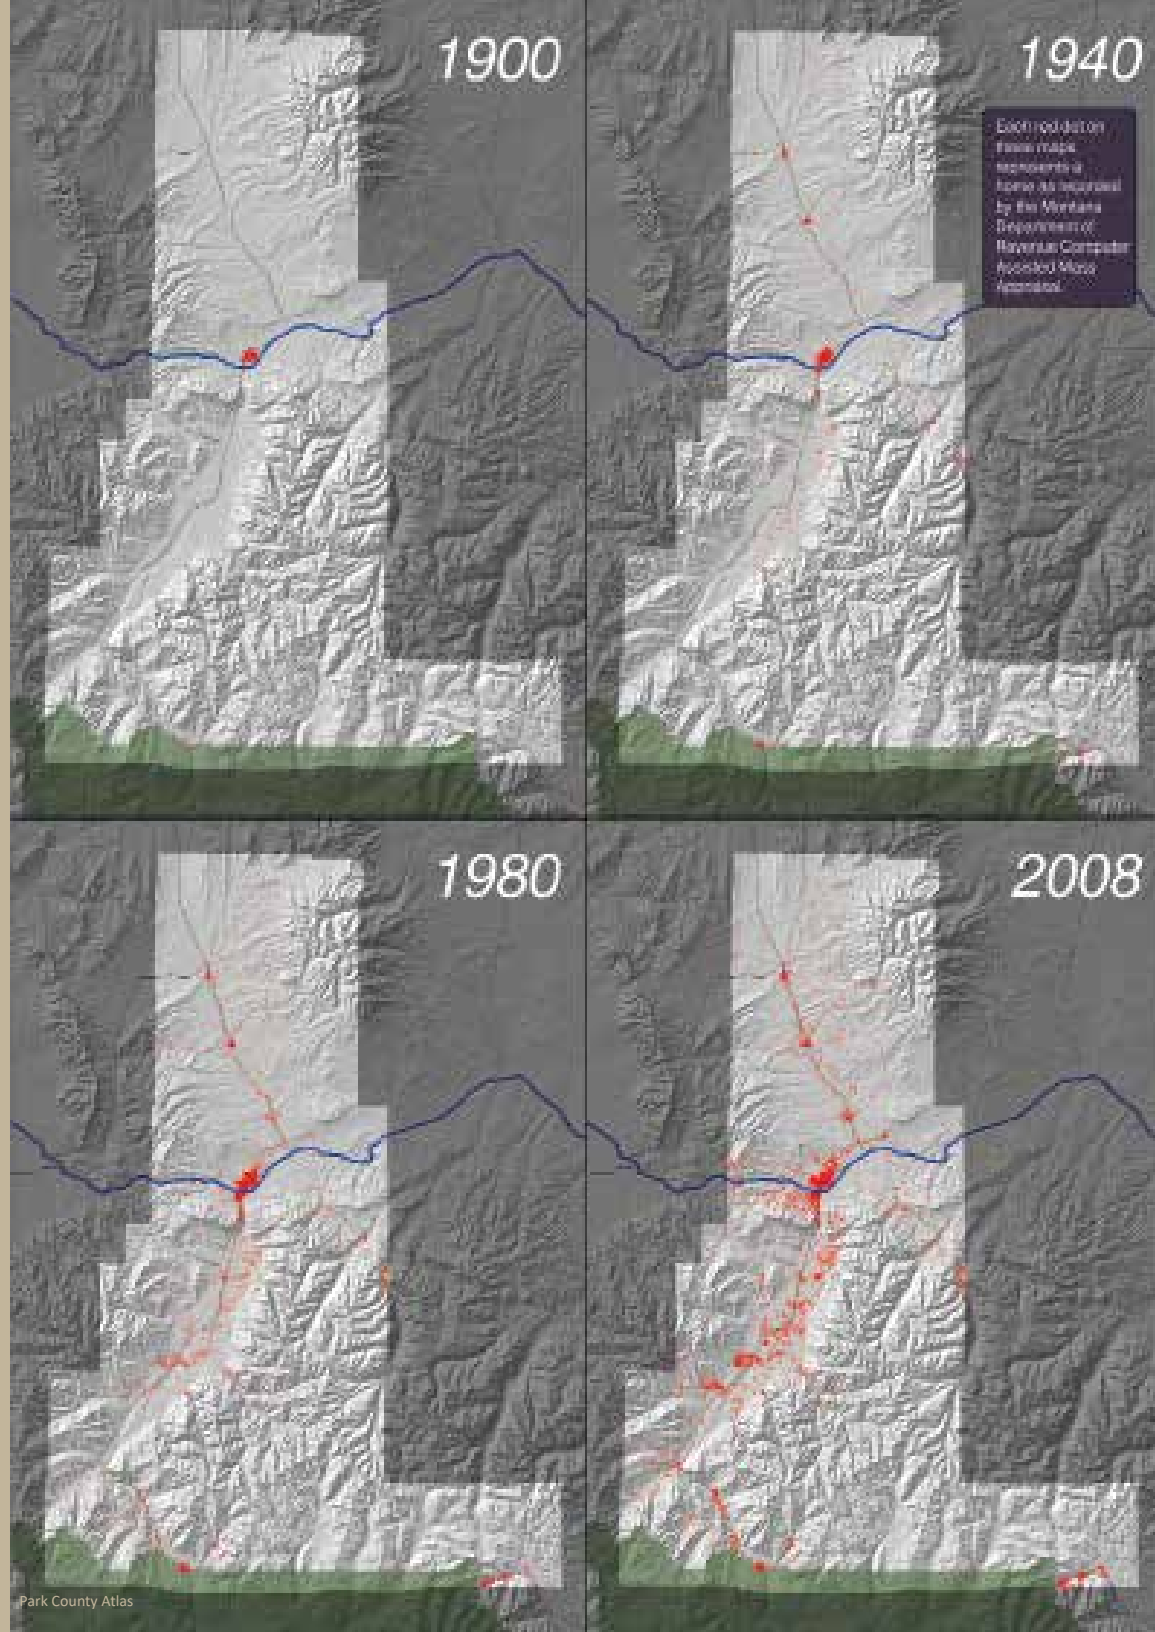 1900
1940
Each red dot on
these maps
represents a
home as recorded
by the Montana
Department of
Revenue Computer
Assisted Mass
Appraisal.
1980
2008
Park County Atlas